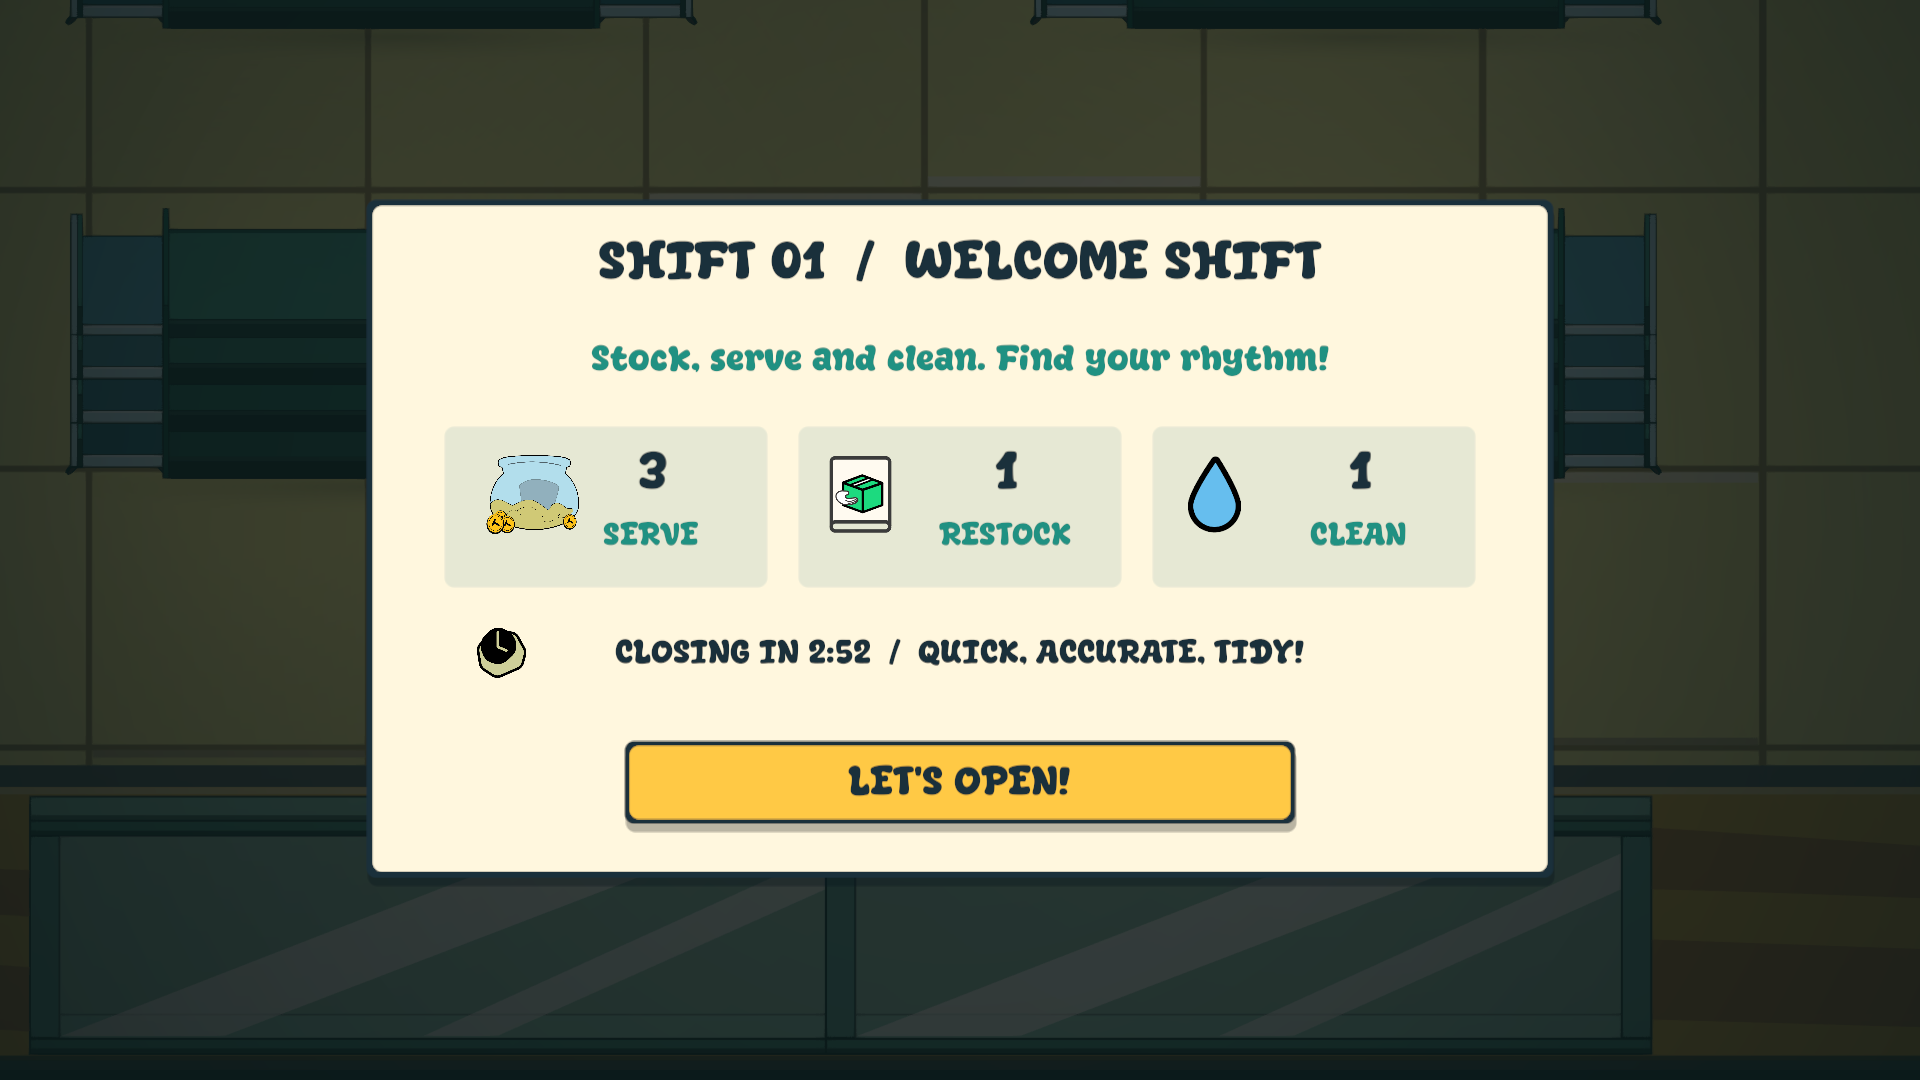 SHIFT 01 / WELCOME SHIFT
Stock, serve and clean. Find your rhythm!
3
SERVE
1
RESTOCK
1
CLEAN
CLOSING IN 2:52 / QUICK, ACCURATE, TIDY!
LET'S OPEN!